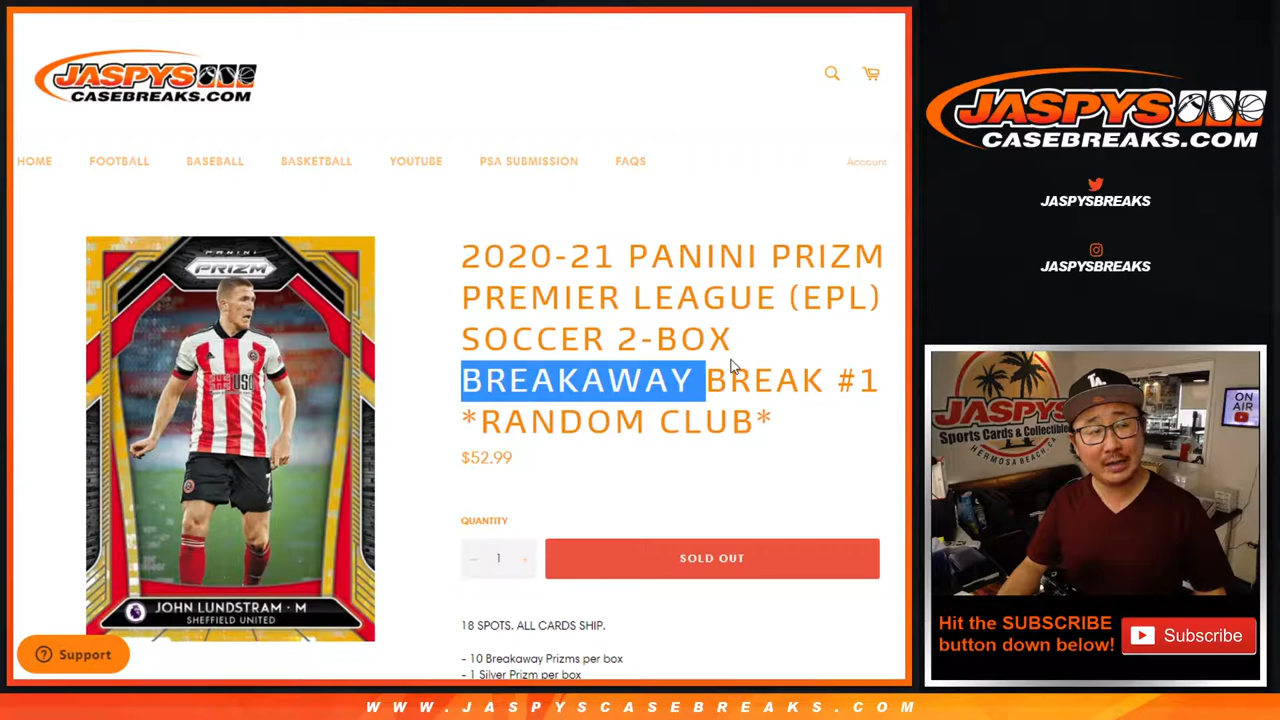 JASPYS
CASEBREAKS.COM
HOME FOOTBALL BASEBALL BASKETBALL YOUTUBE PSA SUBMISSION FAQS Account
PANINI
PRIZM
JOHN LUNDSTRAM · M
SHEFFIELD UNITED
Support
2020-21 PANINI PRIZM
PREMIER LEAGUE (EPL)
SOCCER 2-BOX
BREAKAWAY BREAK #1
*RANDOM CLUB*
$52.99
QUANTITY
− 1 +
SOLD OUT
18 SPOTS. ALL CARDS SHIP.
- 10 Breakaway Prizms per box
- 1 Silver Prizm per box
JASPYS
CASEBREAKS.COM
JASPYSBREAKS
JASPYSBREAKS
JASPYS
Sports Cards & Collectibles
HERMOSA BEACH, CA
LA
ON
AIR
Hit the SUBSCRIBE
button down below!
Subscribe
WWW.JASPYSCASEBREAKS.COM